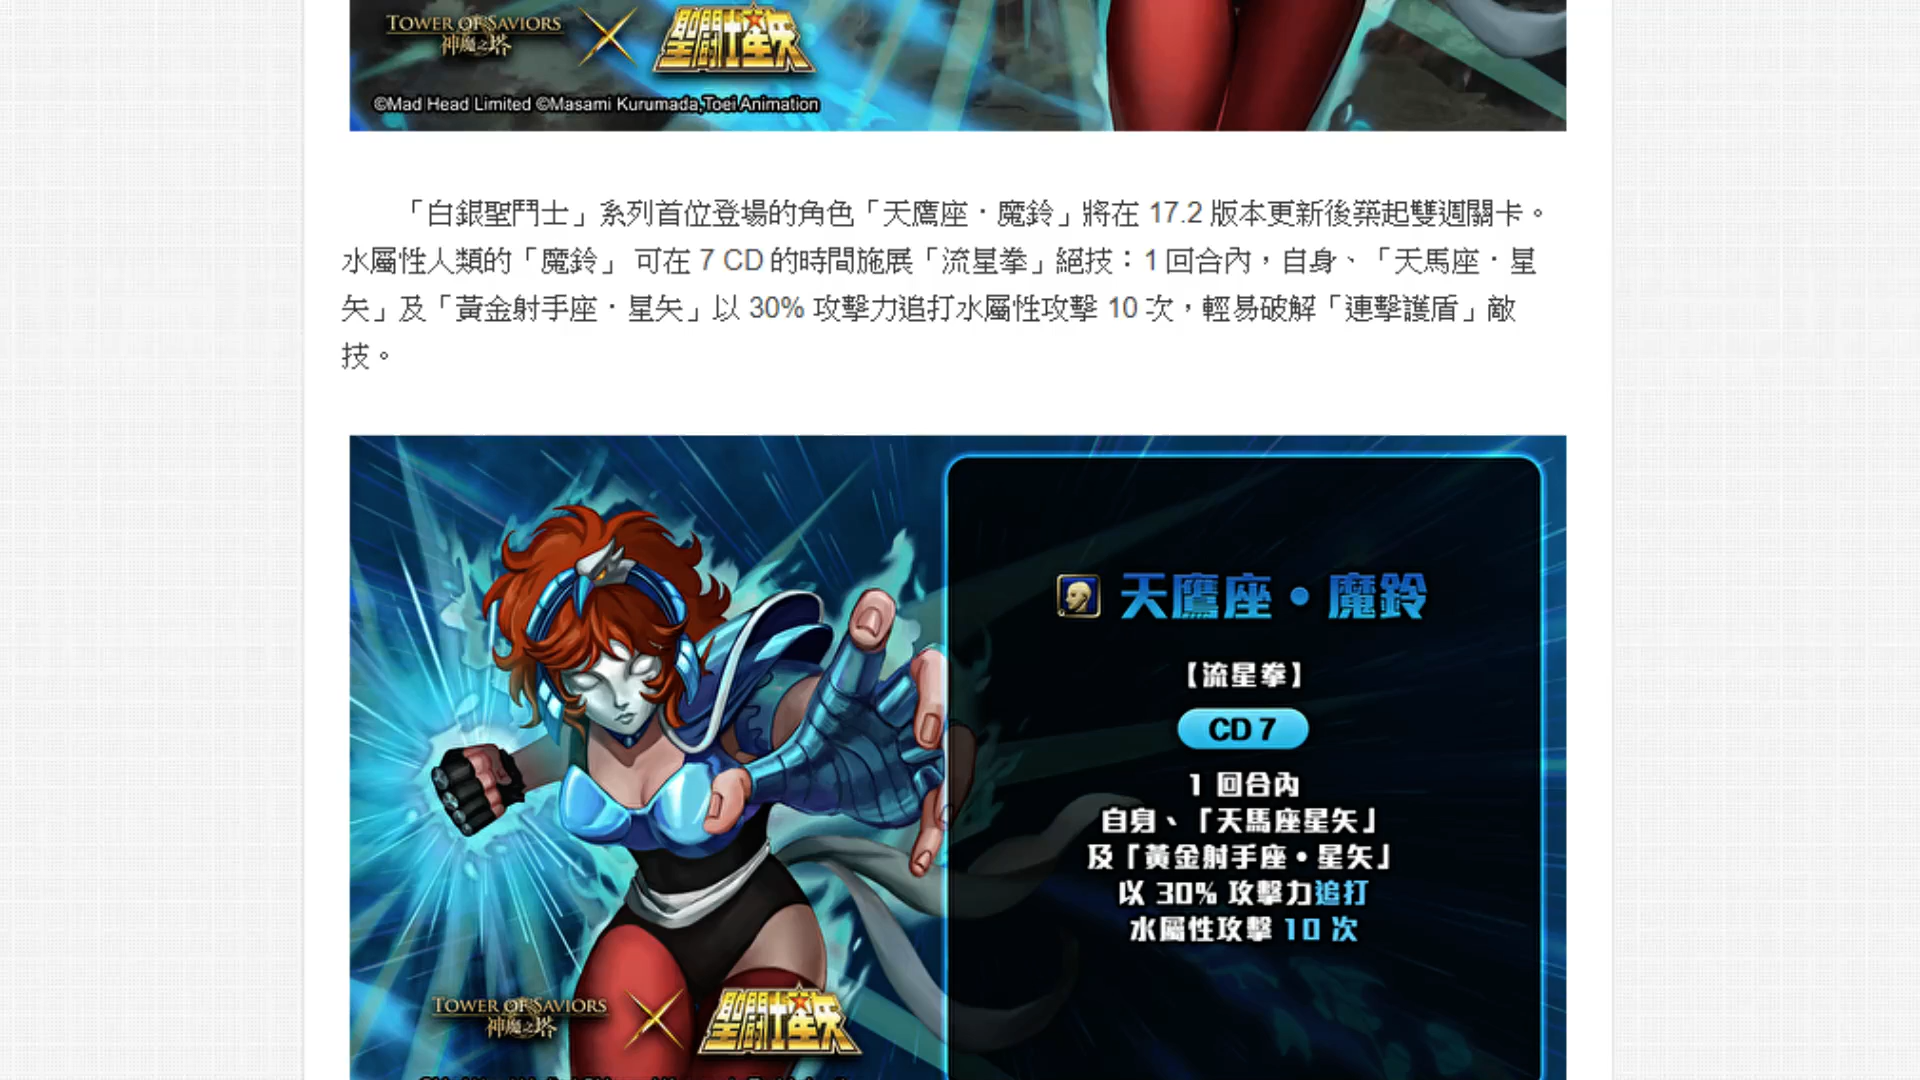 TOWER OF SAVIORS
神魔之塔
聖闘士星矢
©Mad Head Limited ©Masami Kurumada,Toei Animation
「白銀聖鬥士」系列首位登場的角色「天鷹座・魔鈴」將在 17.2 版本更新後築起雙週關卡。
水屬性人類的「魔鈴」 可在 7 CD 的時間施展「流星拳」絕技：1 回合內，自身、「天馬座・星
矢」及「黃金射手座・星矢」以 30% 攻擊力追打水屬性攻擊 10 次，輕易破解「連擊護盾」敵
技。
天鷹座・魔鈴
【流星拳】
CD 7
1 回合內
自身、「天馬座星矢」
及「黃金射手座・星矢」
以 30% 攻擊力追打
水屬性攻擊 10 次
TOWER OF SAVIORS
神魔之塔
聖闘士星矢